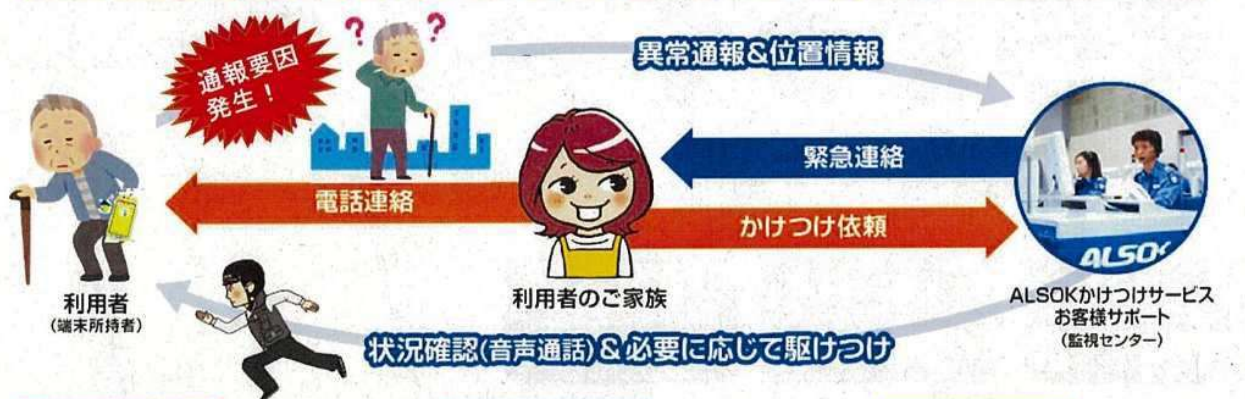 通報要因
発生！
? ?
異常通報&位置情報
緊急連絡
電話連絡
かけつけ依頼
ALSOK
利用者
(端末所持者)
利用者のご家族
ALSOKかけつけサービス
お客様サポート
(監視センター)
状況確認(音声通話)&必要に応じて駆けつけ